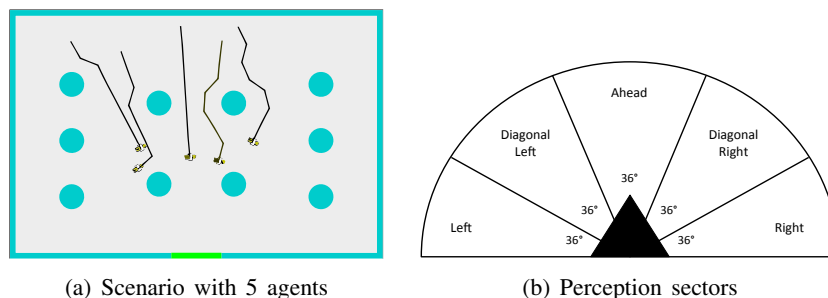 Ahead
Diagonal
Left
Diagonal
Right
36°
36°
36°
36°
36°
Left
Right
(a) Scenario with 5 agents
(b) Perception sectors